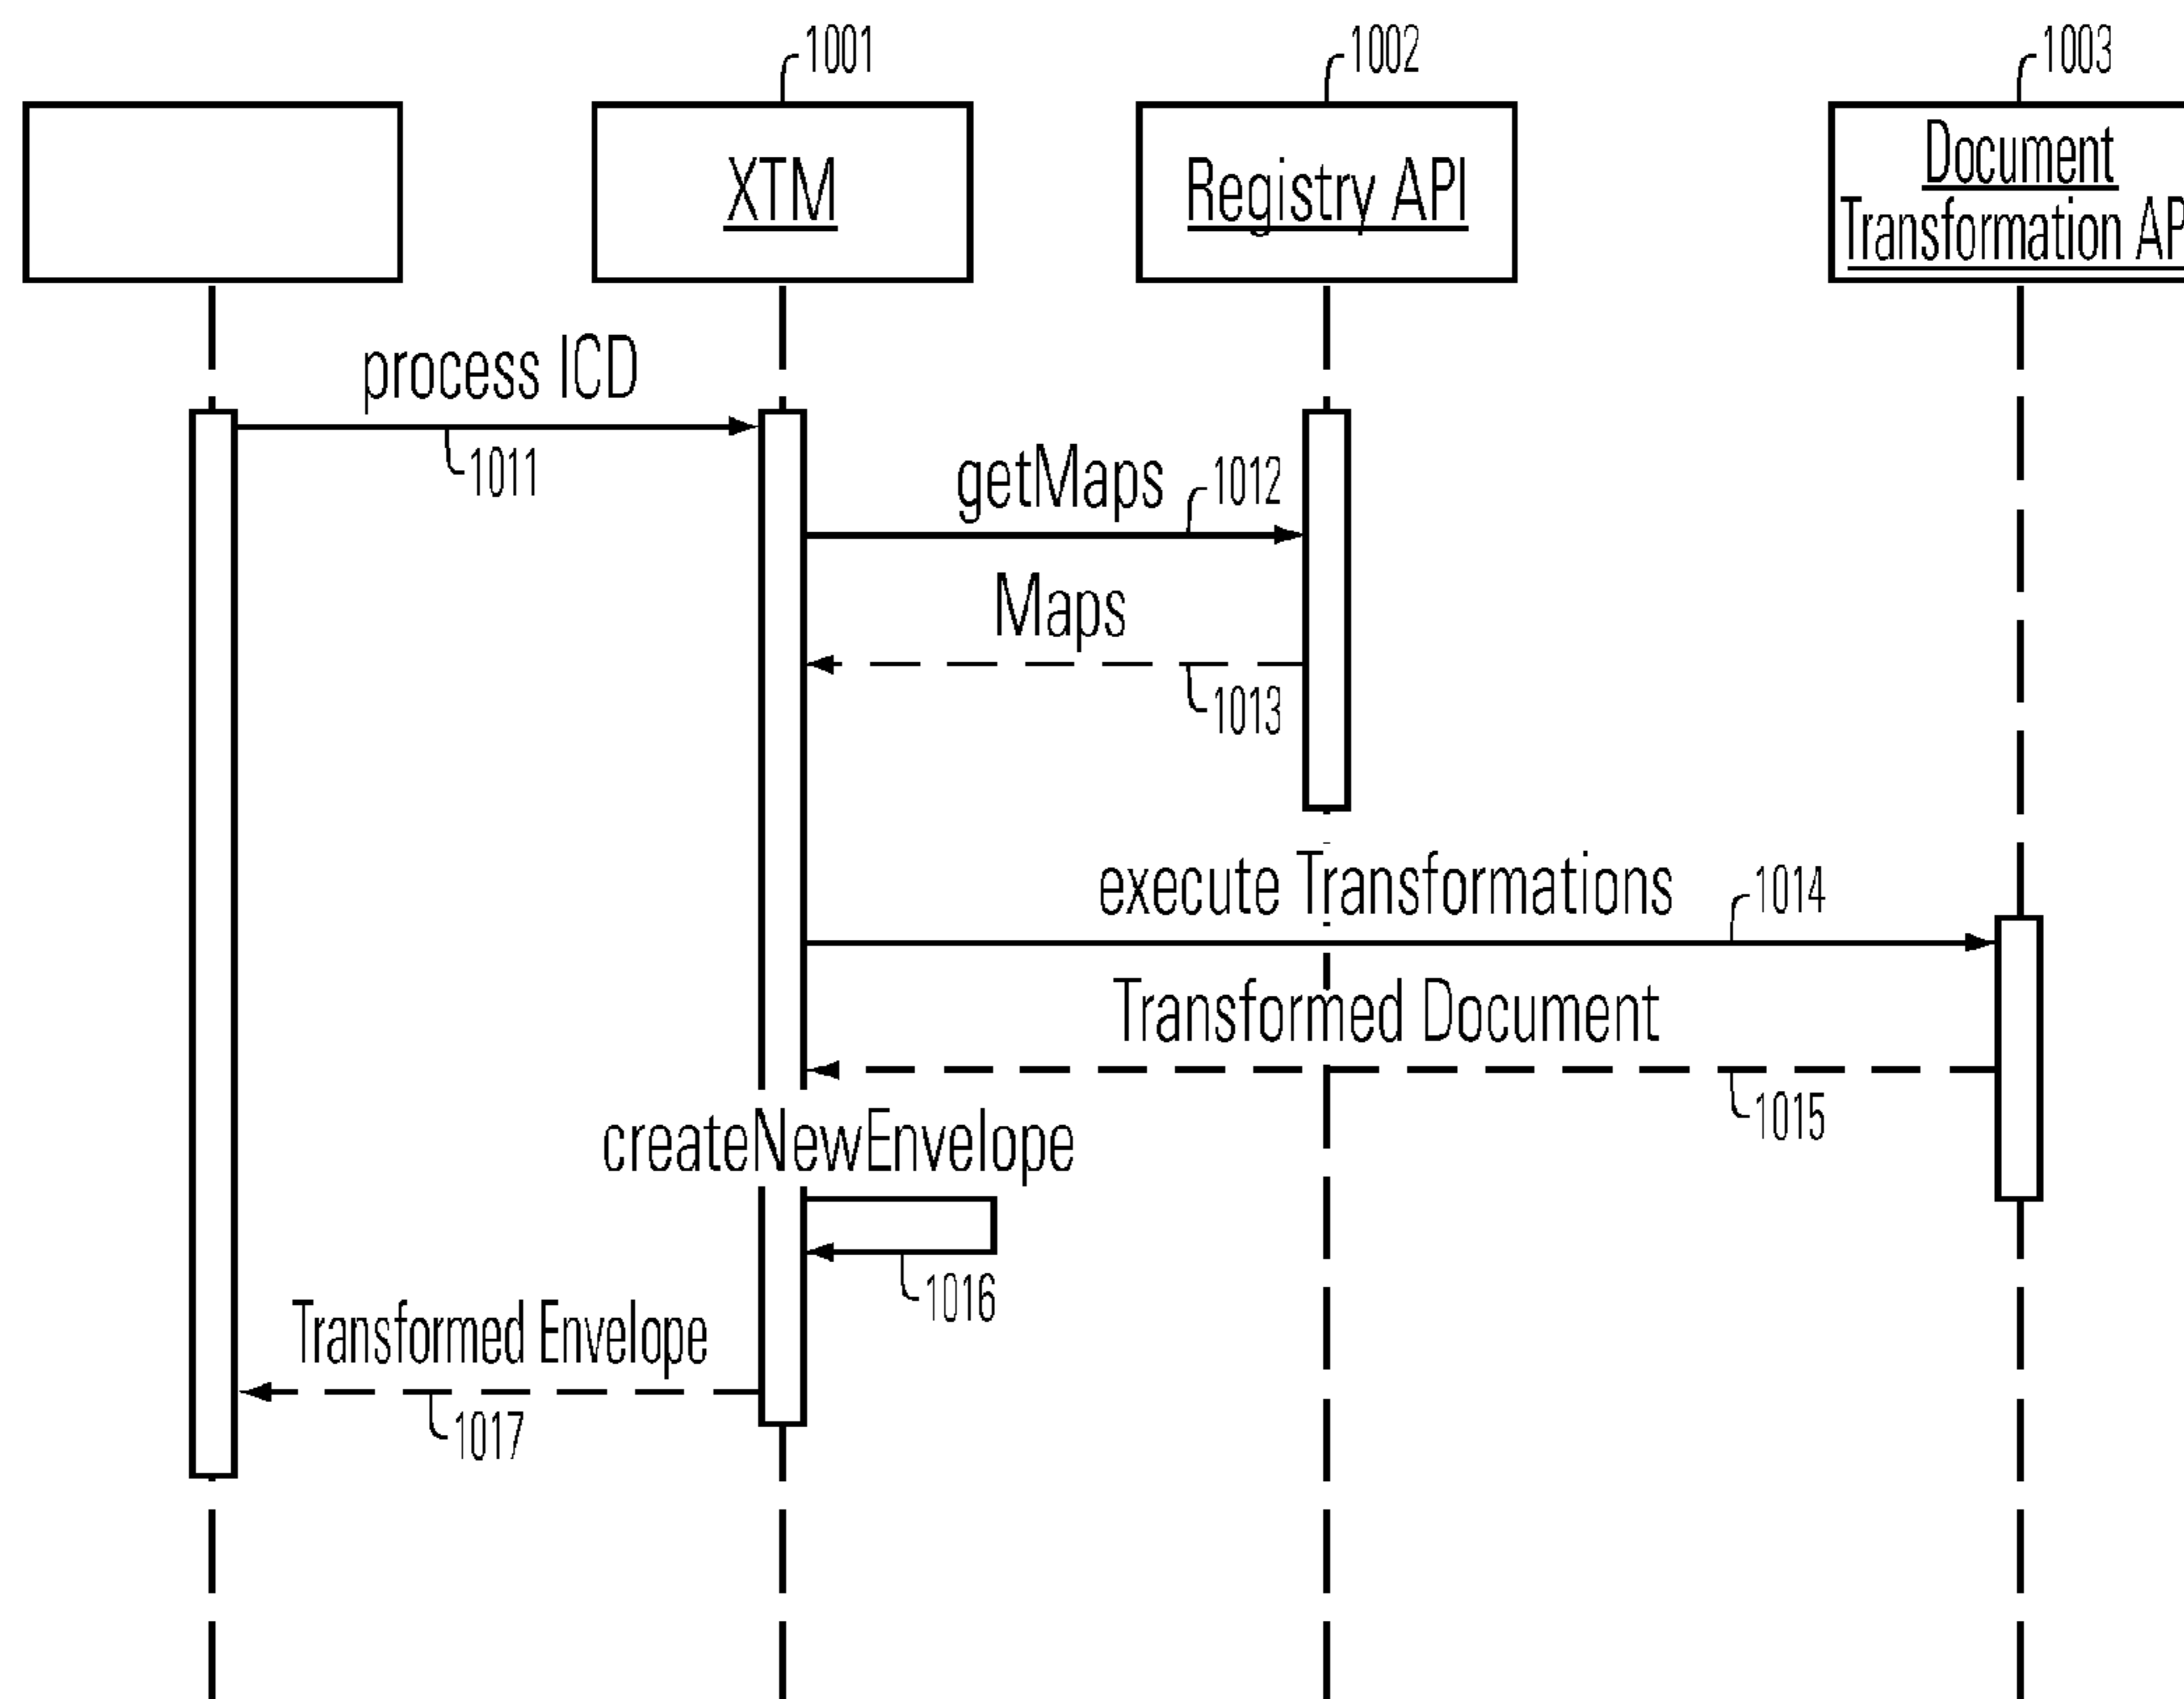 1001
1002
1003
XTM
Registry API
Document
Transformation AP
process ICD
1011
getMaps
1012
Maps
1013
execute Transformations
1014
Transformed Document
1015
createNewEnvelope
1016
Transformed Envelope
1017